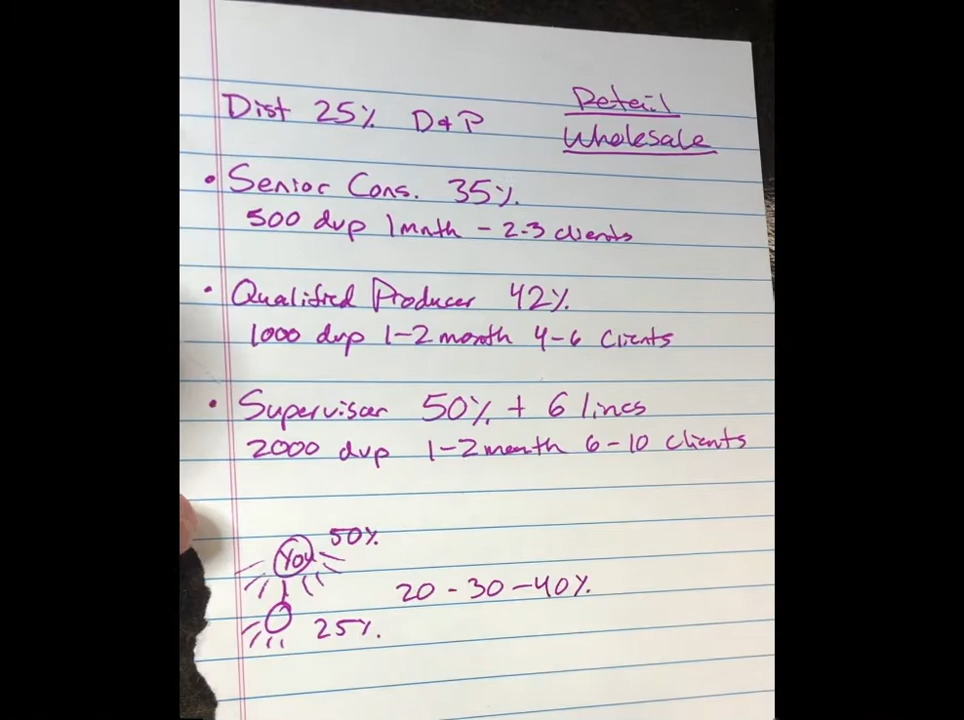 Dist 25% D+P
Retail
Wholesale
• Senior Cons. 35%.
500 dvp 1 mnth - 2-3 clients
• Qualified Producer 42%.
1000 dvp 1-2 month 4-6 Clients
• Supervisor 50% + 6 lines
2000 dvp 1-2 month 6-10 clients
You 50%.
20 - 30 - 40%.
25%.